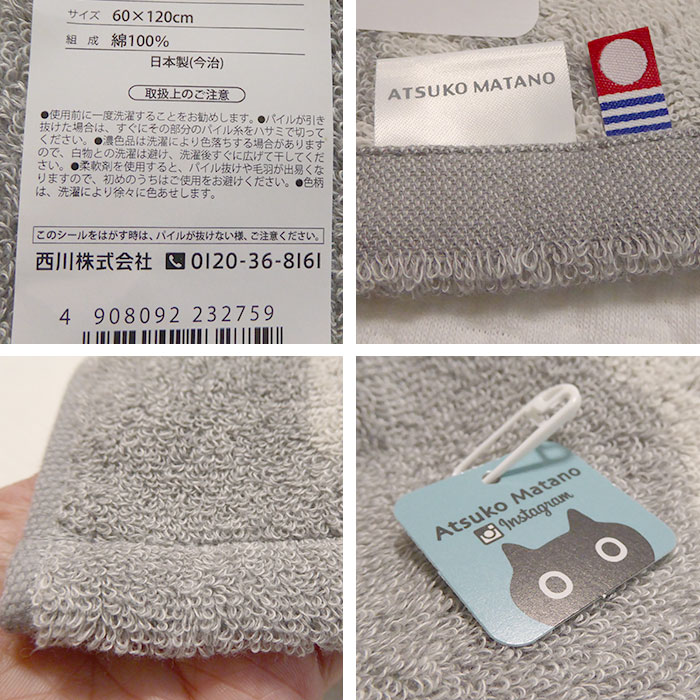 サイズ 60×120cm
組成 綿100%
日本製(今治)
取扱上のご注意
●使用前に一度洗濯することをお勧めします。●パイルが引き
抜けた場合は、すぐにその部分のパイル糸をハサミで切って
ください。●濃色品は洗濯により色落ちする場合があります
ので、白物との洗濯は避け、洗濯後すぐに広げて干してくだ
さい。●柔軟剤を使用すると、パイル抜けや毛羽が出易くな
りますので、初めのうちはご使用をお避けください。●色柄
は、洗濯により徐々に色あせします。
このシールをはがす時は、パイルが抜けない様、ご注意ください。
西川株式会社 0120-36-8161
4 908092 232759
ATSUKO MATANO
Atsuko Matano
Instagram